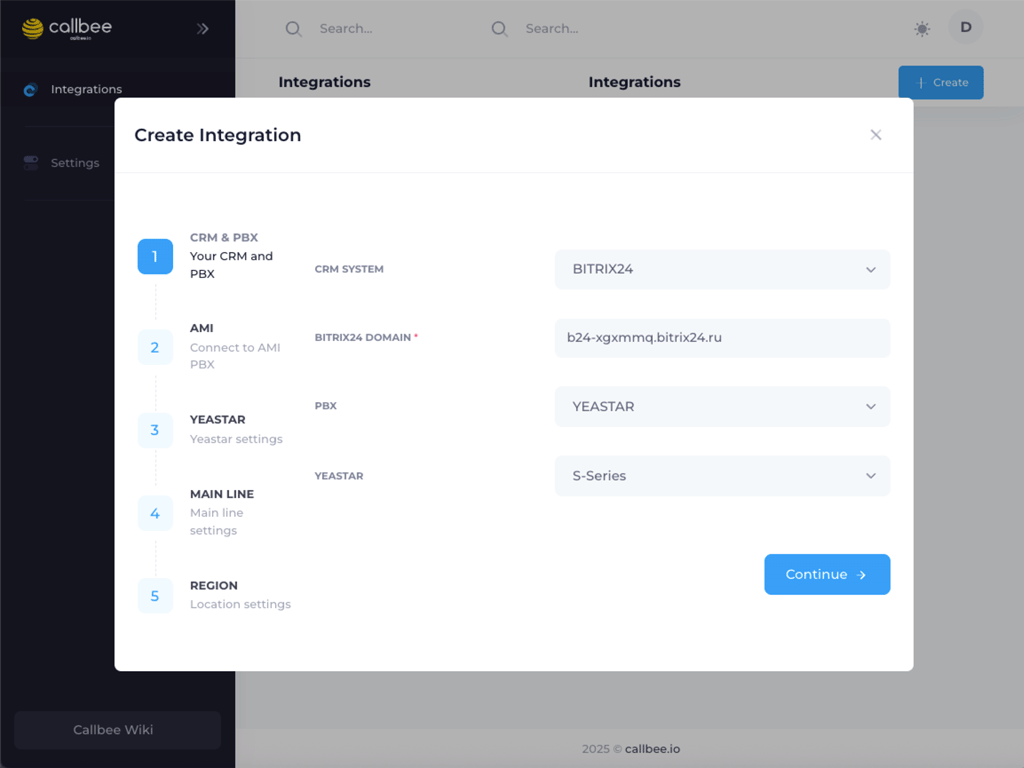 callbee
callbee.io
Search...
Search...
D
Integrations
Integrations
Integrations
Create
Settings
Create Integration
1
CRM & PBX
Your CRM and
PBX
2
AMI
Connect to AMI
PBX
3
YEASTAR
Yeastar settings
4
MAIN LINE
Main line
settings
5
REGION
Location settings
CRM SYSTEM
BITRIX24
BITRIX24 DOMAIN *
b24-xgxmmq.bitrix24.ru
PBX
YEASTAR
YEASTAR
S-Series
Continue →
Callbee Wiki
2025 © callbee.io